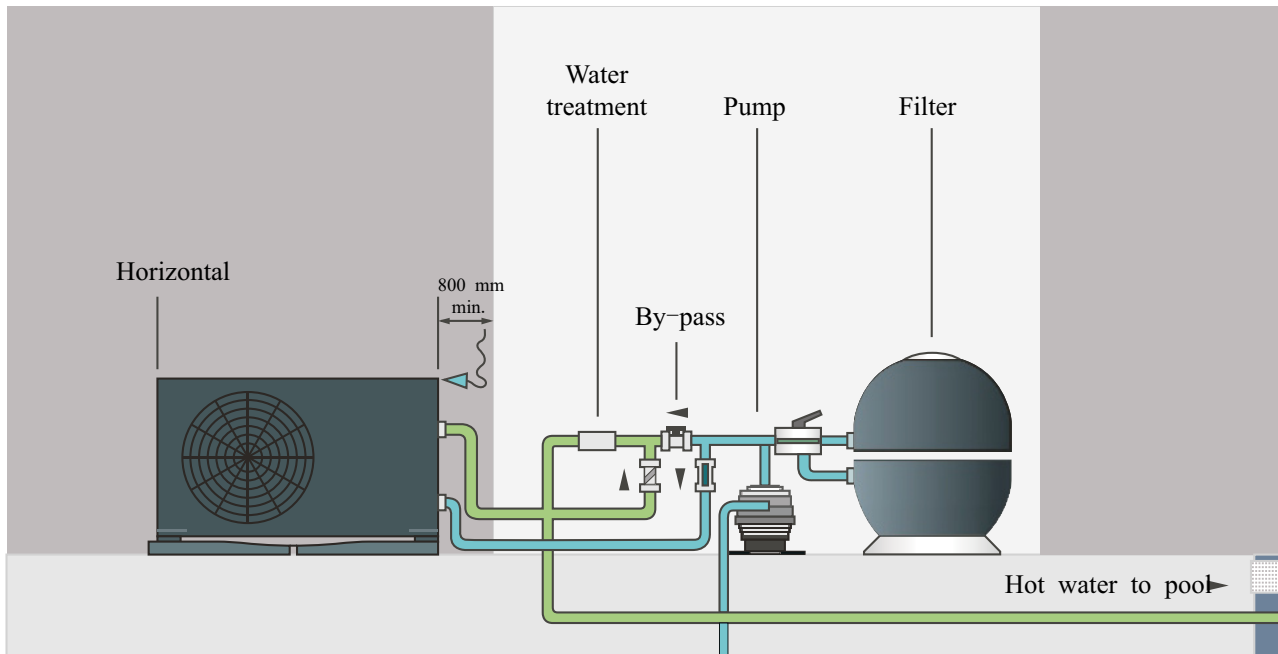 Water
treatment
Pump
Filter
Horizontal
800 mm
min.
By-pass
Hot water to pool